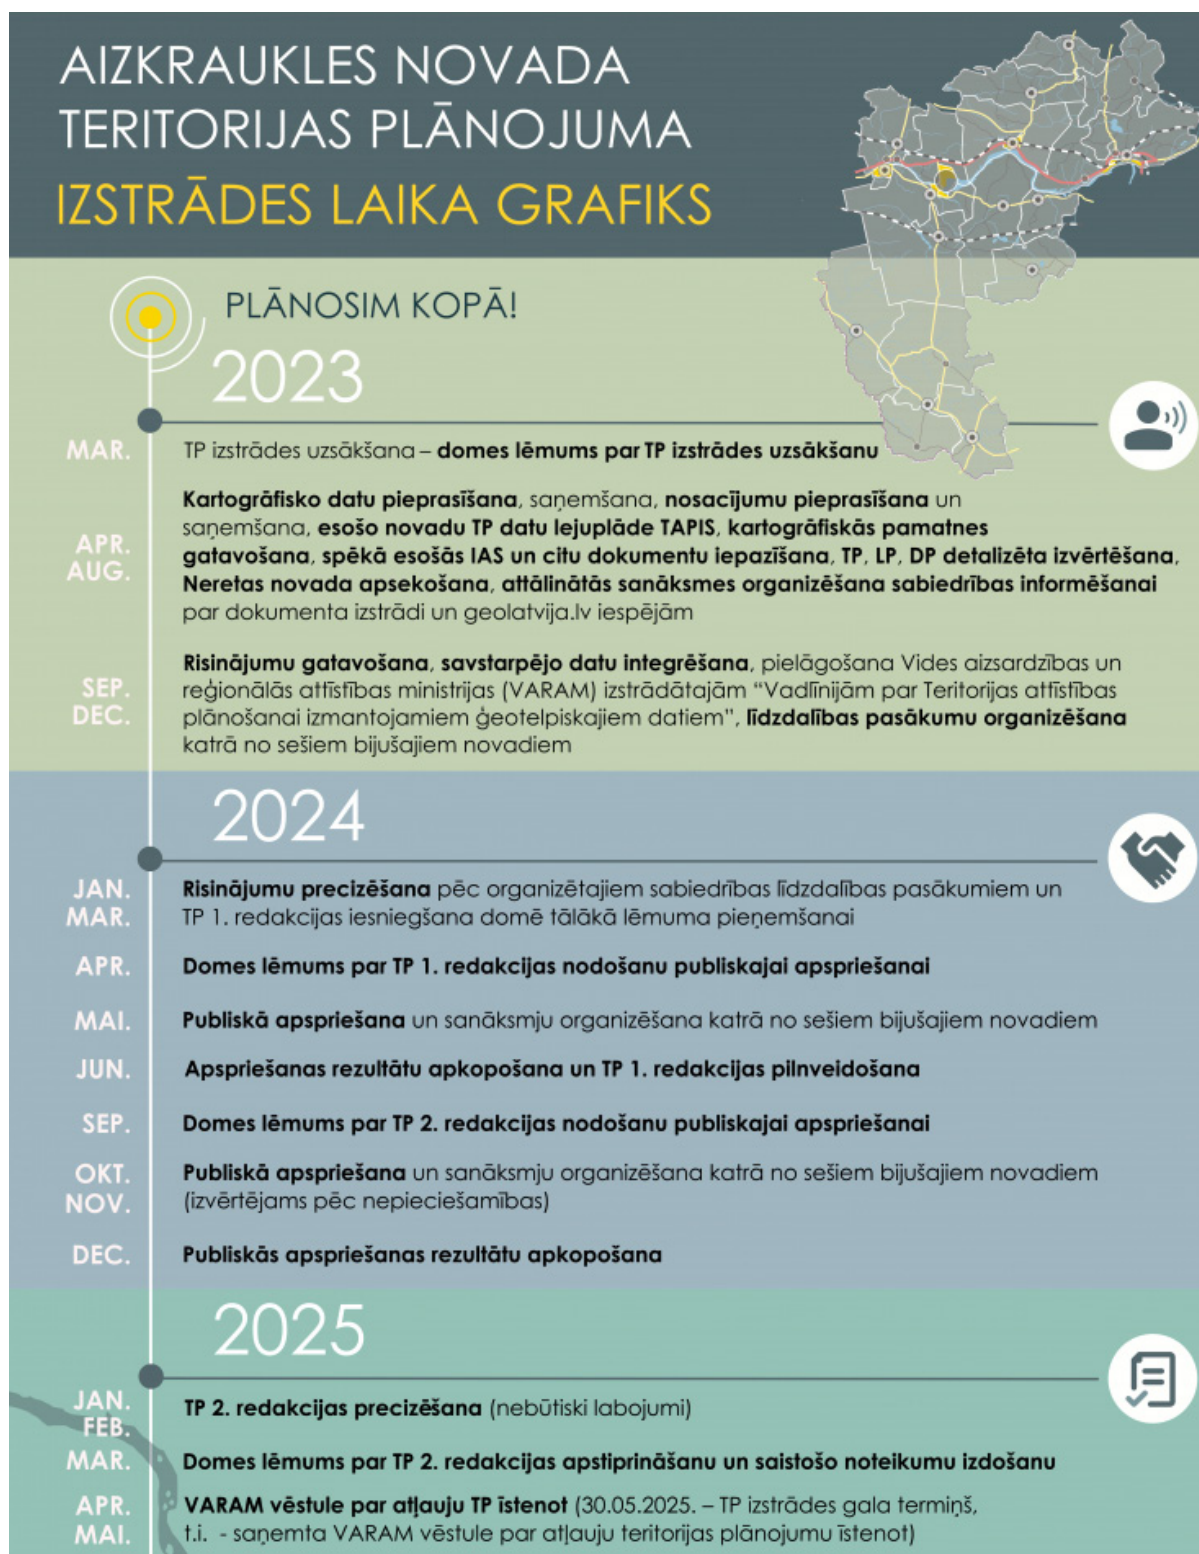 AIZKRAUKLES NOVADA
TERITORIJAS PLĀNOJUMA
IZSTRĀDES LAIKA GRAFIKS
PLĀNOSIM KOPĀ!
2023
MAR.
TP izstrādes uzsākšana – domes lēmums par TP izstrādes uzsākšanu
APR.
AUG.
Kartogrāfisko datu pieprasīšana, saņemšana, nosacījumu pieprasīšana un
saņemšana, esošo novadu TP datu lejuplāde TAPIS, kartogrāfiskās pamatnes
gatavošana, spēkā esošās IAS un citu dokumentu iepazīšana, TP, LP, DP detalizēta izvērtēšana,
Neretas novada apsekošana, attālinātās sanāksmes organizēšana sabiedrības informēšanai
par dokumenta izstrādi un geolatvija.lv iespējām
SEP.
DEC.
Risinājumu gatavošana, savstarpējo datu integrēšana, pielāgošana Vides aizsardzības un
reģionālās attīstības ministrijas (VARAM) izstrādātajām “Vadlīnijām par Teritorijas attīstības
plānošanai izmantojamiem ģeotelpiskajiem datiem”, līdzdalības pasākumu organizēšana
katrā no sešiem bijušajiem novadiem
2024
JAN.
MAR.
Risinājumu precizēšana pēc organizētajiem sabiedrības līdzdalības pasākumiem un
TP 1. redakcijas iesniegšana domē tālākā lēmuma pieņemšanai
APR.
Domes lēmums par TP 1. redakcijas nodošanu publiskajai apspriešanai
MAI.
Publiskā apspriešana un sanāksmju organizēšana katrā no sešiem bijušajiem novadiem
JUN.
Apspriešanas rezultātu apkopošana un TP 1. redakcijas pilnveidošana
SEP.
Domes lēmums par TP 2. redakcijas nodošanu publiskajai apspriešanai
OKT.
NOV.
Publiskā apspriešana un sanāksmju organizēšana katrā no sešiem bijušajiem novadiem
(izvērtējams pēc nepieciešamības)
DEC.
Publiskās apspriešanas rezultātu apkopošana
2025
JAN.
FEB.
TP 2. redakcijas precizēšana (nebūtiski labojumi)
MAR.
Domes lēmums par TP 2. redakcijas apstiprināšanu un saistošo noteikumu izdošanu
APR.
MAI.
VARAM vēstule par atļauju TP īstenot (30.05.2025. – TP izstrādes gala termiņš,
t.i. - saņemta VARAM vēstule par atļauju teritorijas plānojumu īstenot)